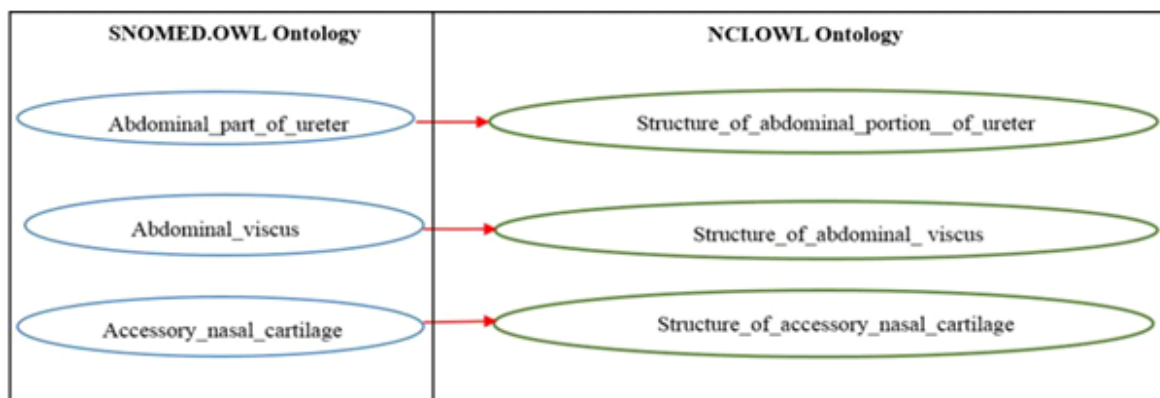 SNOMED.OWL Ontology
NCI.OWL Ontology
Abdominal_part_of_ureter
Structure_of_abdominal_portion__of_ureter
Abdominal_viscus
Structure_of_abdominal_ viscus
Accessory_nasal_cartilage
Structure_of_accessory_nasal_cartilage